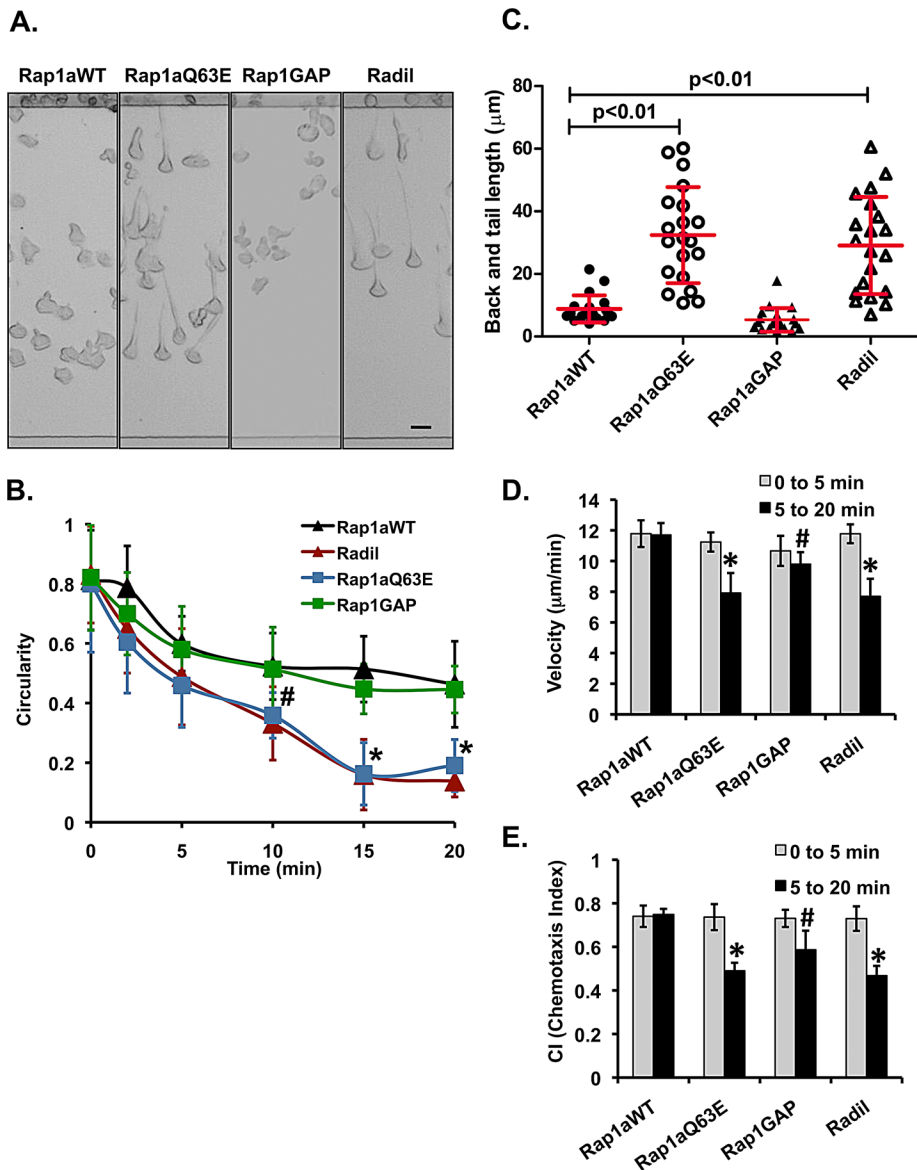 A.
Rap1aWT Rap1aQ63E Rap1GAP Radil
B.
Circularity
1
0.8
0.6
0.4
0.2
0
0 5 10 15 20
Time (min)
Rap1aWT
Radil
Rap1aQ63E
Rap1GAP
#
*
*
C.
Back and tail length (µm)
80
60
40
20
0
p<0.01
p<0.01
Rap1aWT
Rap1aQ63E
Rap1aGAP
Radil
D.
0 to 5 min
5 to 20 min
Velocity (µm/min)
14
12
10
8
6
4
2
0
*
#
*
Rap1aWT
Rap1aQ63E
Rap1GAP
Radil
E.
0 to 5 min
5 to 20 min
CI (Chemotaxis Index)
1
0.8
0.6
0.4
0.2
0
*
#
*
Rap1aWT
Rap1aQ63E
Rap1GAP
Radil